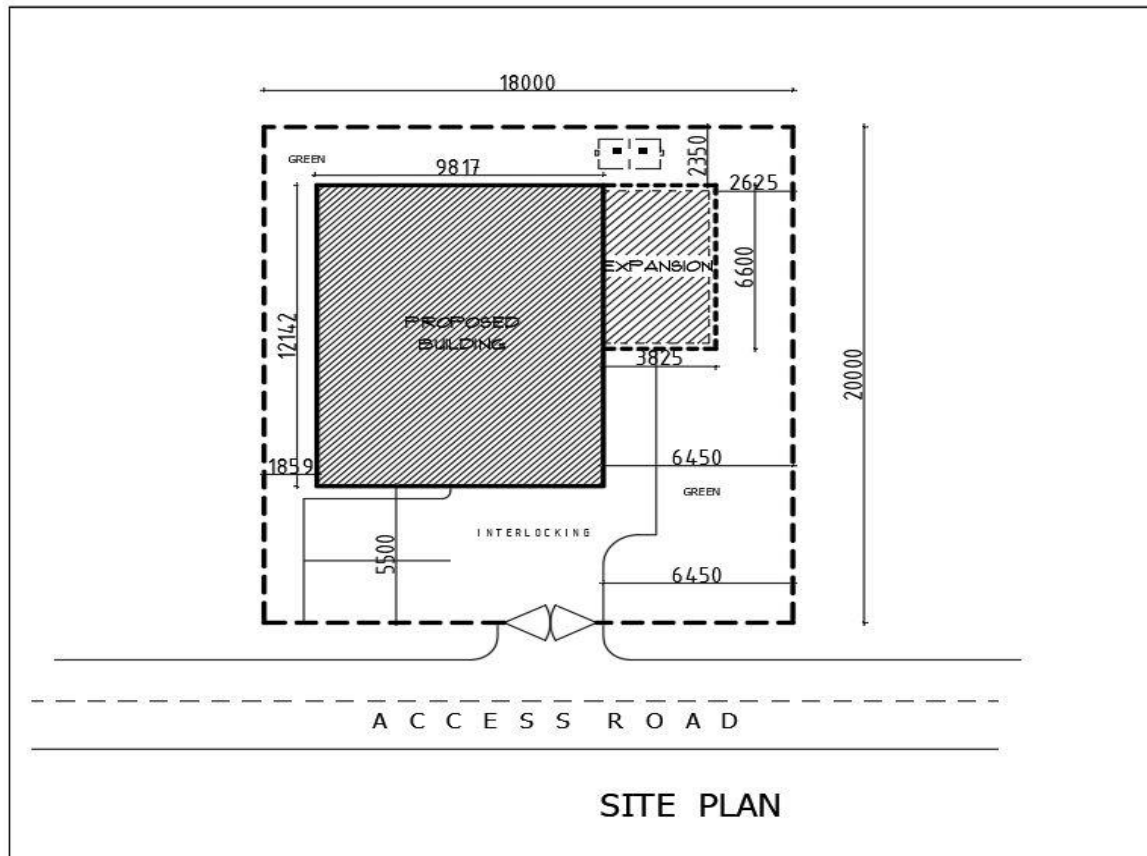 18000
GREEN
9817
2350
2625
EXPANSION
6600
PROPOSED
BUILDING
12142
3825
20000
1859
6450
GREEN
INTERLOCKING
5500
6450
ACCESS ROAD
SITE PLAN